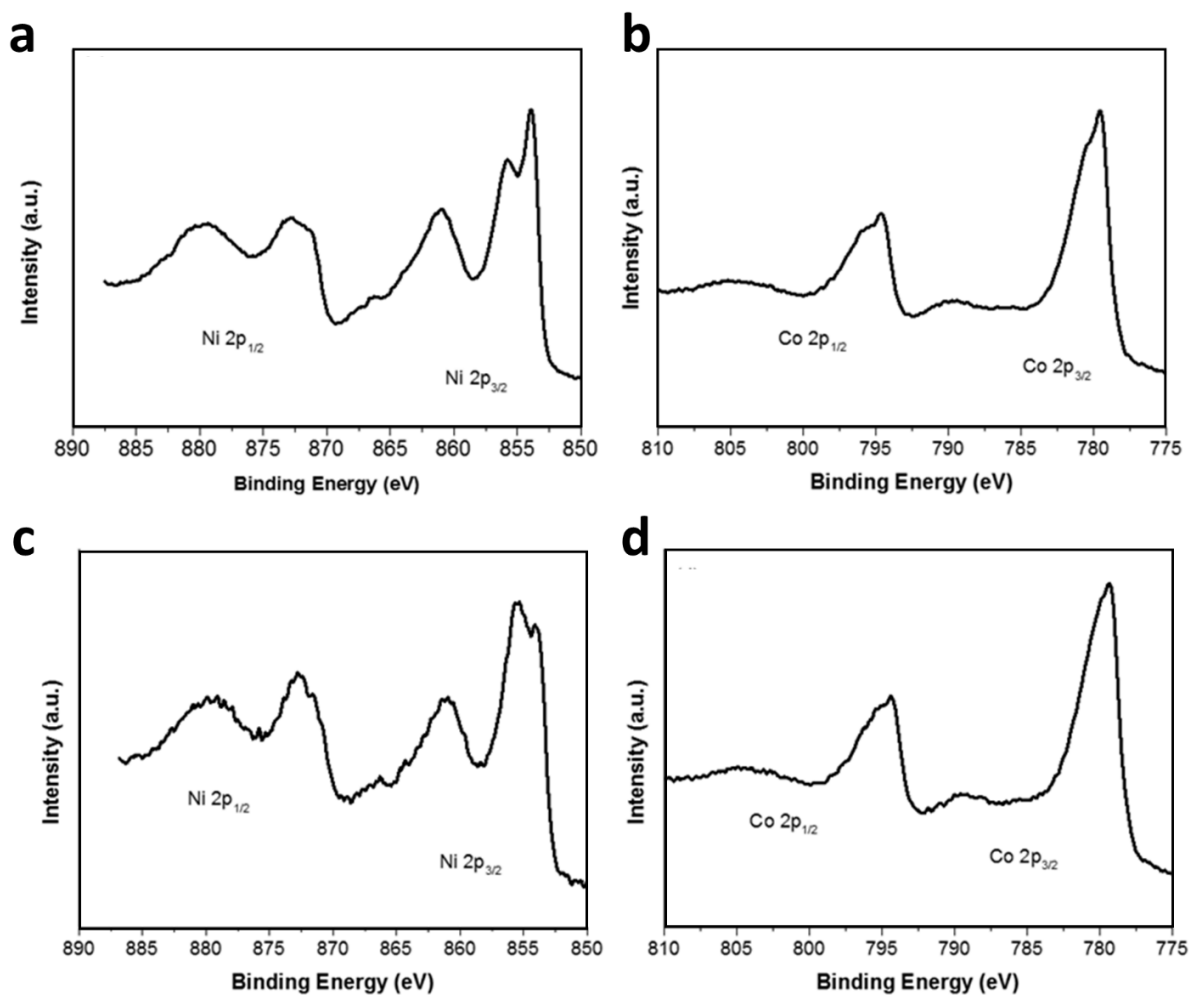 a
Intensity (a.u.)
Ni 2p1/2
Ni 2p3/2
890 885 880 875 870 865 860 855 850
Binding Energy (eV)
b
Intensity (a.u.)
Co 2p1/2
Co 2p3/2
810 805 800 795 790 785 780 775
Binding Energy (eV)
c
Intensity (a.u.)
Ni 2p1/2
Ni 2p3/2
890 885 880 875 870 865 860 855 850
Binding Energy (eV)
d
Intensity (a.u.)
Co 2p1/2
Co 2p3/2
810 805 800 795 790 785 780 775
Binding Energy (eV)